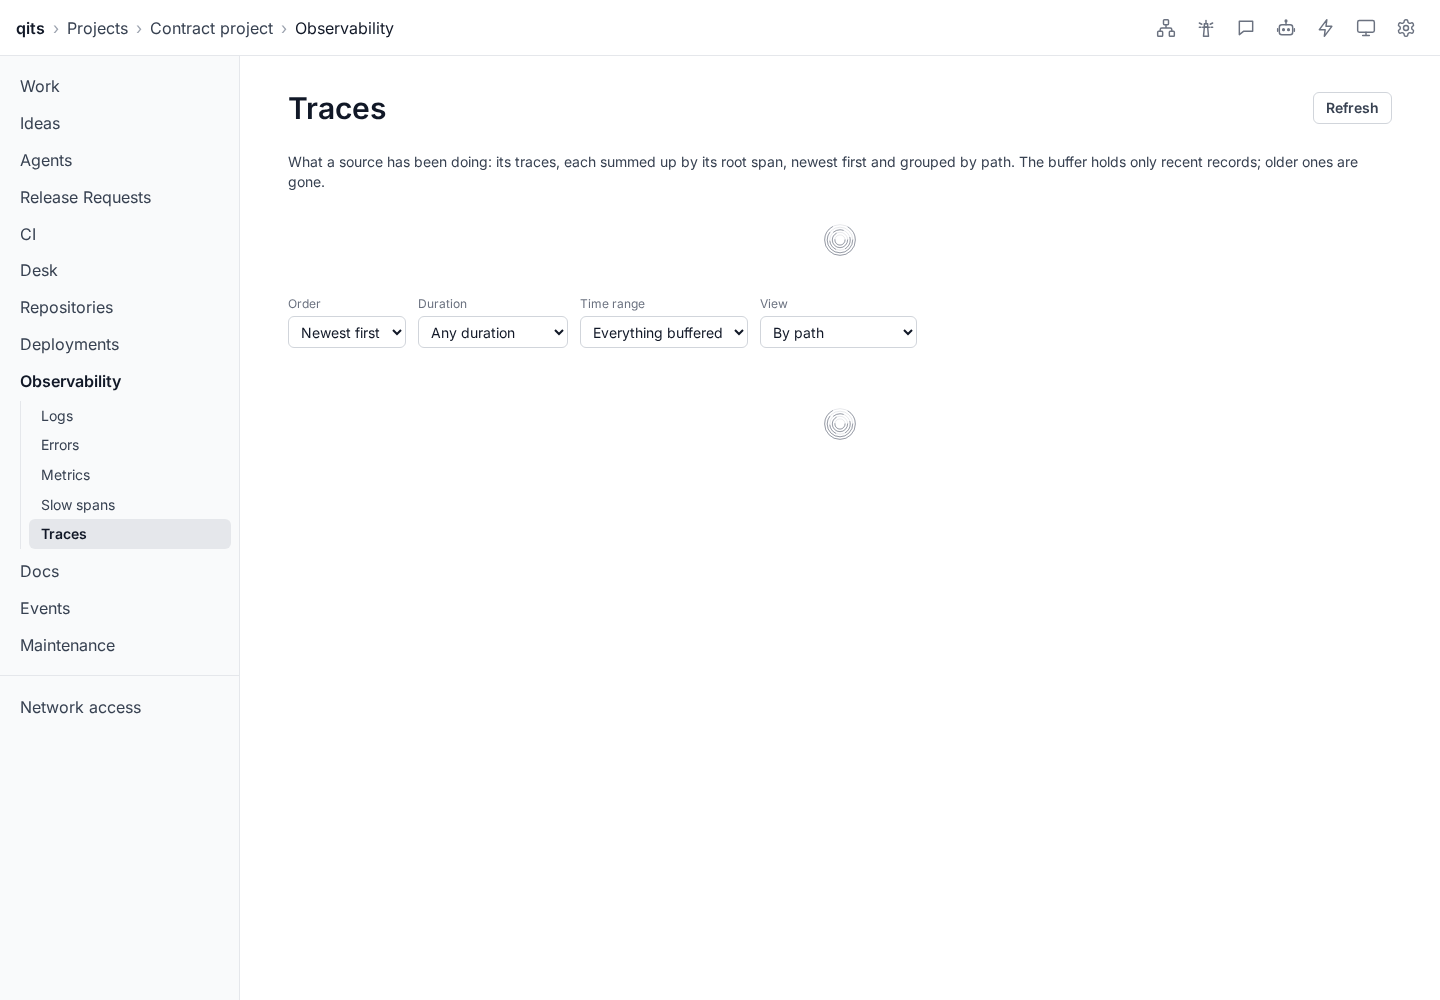 qits › Projects › Contract project › Observability
Work
Ideas
Agents
Release Requests
CI
Desk
Repositories
Deployments
Observability
Logs
Errors
Metrics
Slow spans
Traces
Docs
Events
Maintenance
Network access
Traces
Refresh
What a source has been doing: its traces, each summed up by its root span, newest first and grouped by path. The buffer holds only recent records; older ones are
gone.
Order Duration Time range View
Newest first Any duration Everything buffered By path